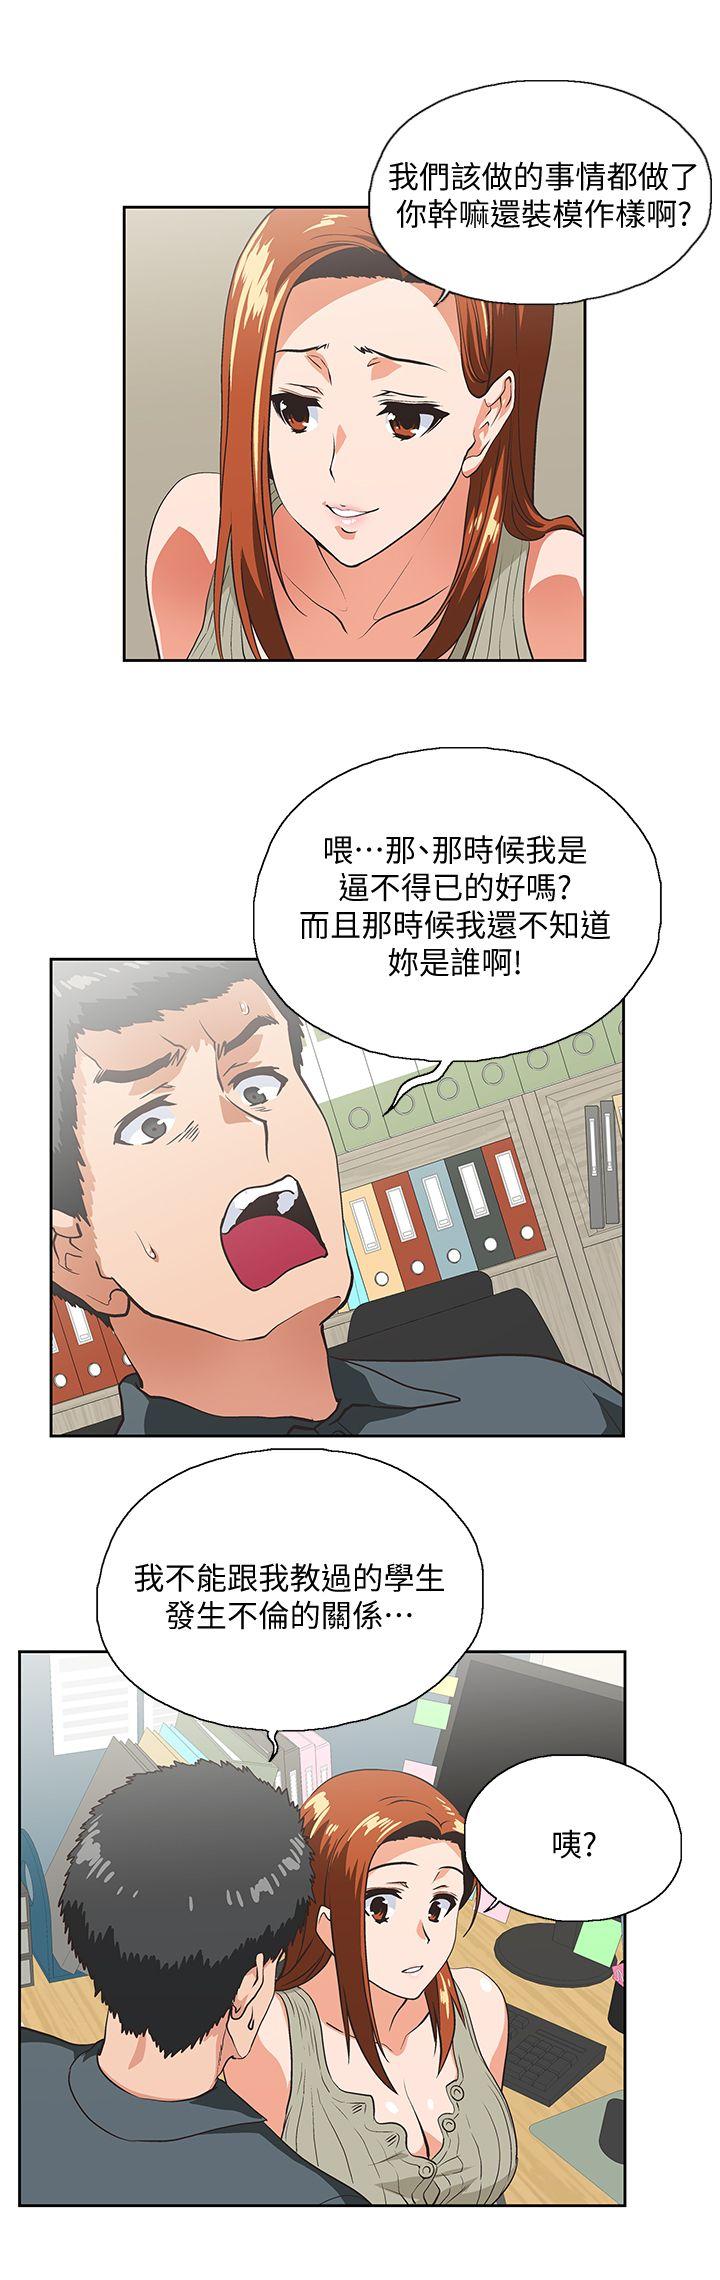 我們該做的事情都做了
你幹嘛還裝模作樣啊?
喂…那、那時候我是
逼不得已的好嗎?
而且那時候我還不知道
妳是誰啊!
我不能跟我教過的學生
發生不倫的關係…
咦?